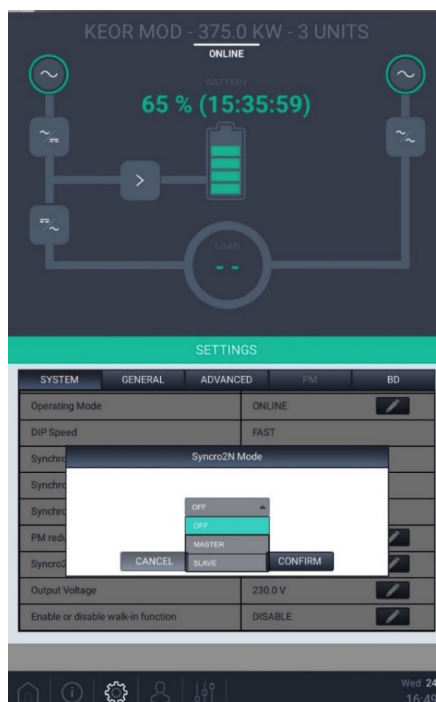 KEOR MOD - 375.0 KW - 3 UNITS
ONLINE
BATTERY
65 % (15:35:59)
LOAD
- -
SETTINGS
SYSTEM GENERAL ADVANCED PM BD
Operating Mode ONLINE
DIP Speed FAST
Synchro
Syncro2N Mode
Synchro
OFF
Synchro
OFF
PM redu
MASTER
Syncro2
CANCEL SLAVE CONFIRM
Output Voltage 230.0 V
Enable or disable walk-in function DISABLE
Wed 24
16:49